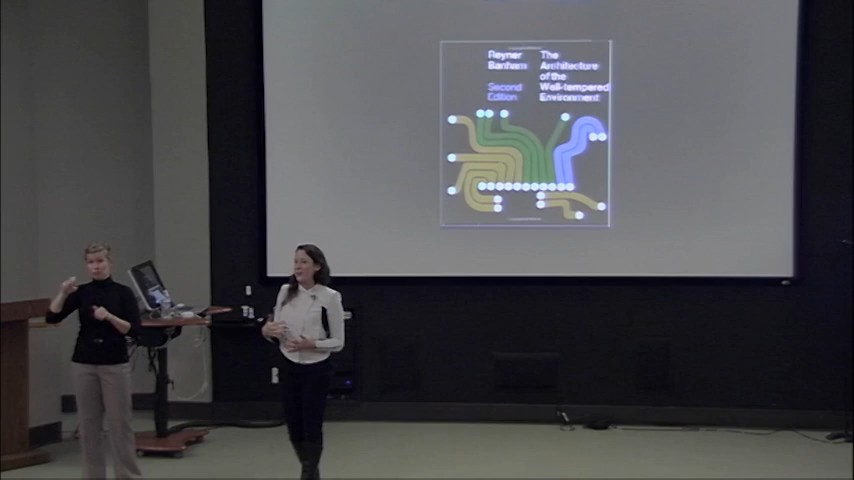 Reyner
Banham
Second
Edition
The
Architecture
of the
Well-tempered
Environment